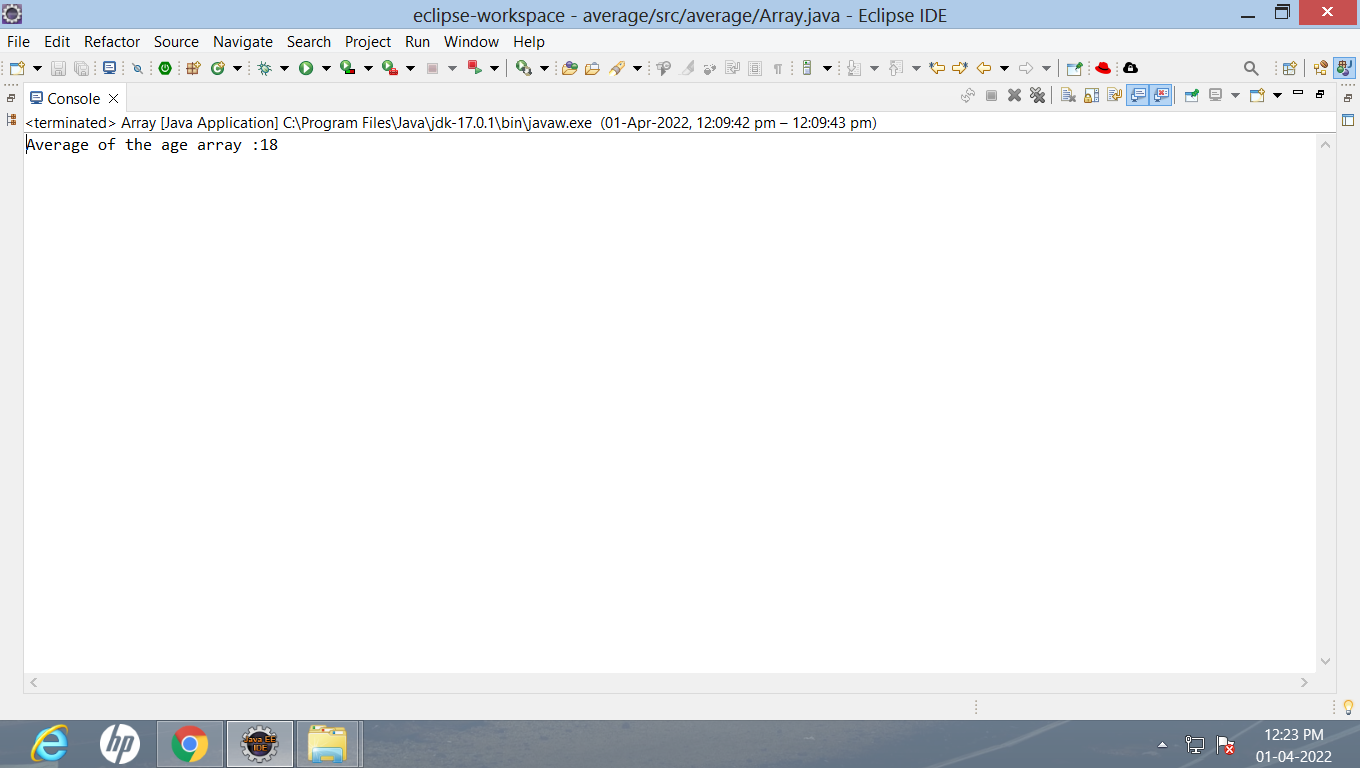 eclipse-workspace - average/src/average/Array.java - Eclipse IDE
File Edit Refactor Source Navigate Search Project Run Window Help
Console
<terminated> Array [Java Application] C:\Program Files\Java\jdk-17.0.1\bin\javaw.exe (01-Apr-2022, 12:09:42 pm – 12:09:43 pm)
Average of the age array :18
hp
Java EE
IDE
12:23 PM
01-04-2022